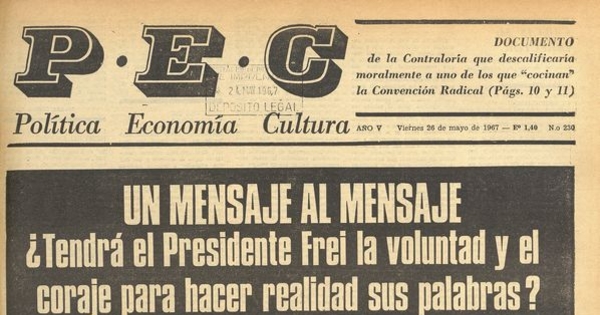 P·E·C
Política Economía Cultura
DOCUMENTO
de la Contraloría que descalificaría
moralmente a uno de los que “cocinan”
la Convención Radical (Págs. 10 y 11)
AÑO V Viernes 26 de mayo de 1967 — Eº 1,40 N.o 230
DEPOSITO LEGAL
UN MENSAJE AL MENSAJE
¿Tendrá el Presidente Frei la voluntad y el
coraje para hacer realidad sus palabras?